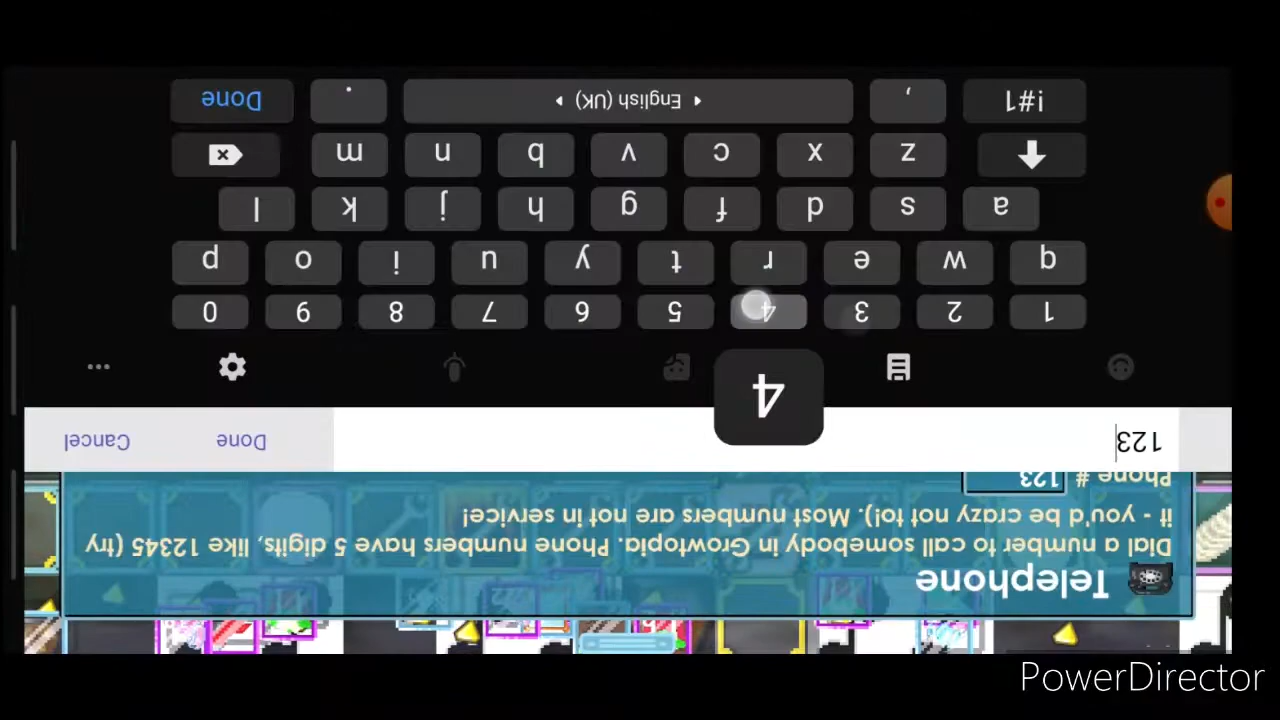 Telephone
Dial a number to call somebody in Growtopia. Phone numbers have 5 digits, like 12345 (try
it - you'd be crazy not to!). Most numbers are not in service!
Phone # 123
123
Done Cancel
4
1 2 3 4 5 6 7 8 9 0
q w e r t y u i o p
a s d f g h j k l
z x c v b n m
!#1 , English (UK) . Done
PowerDirector